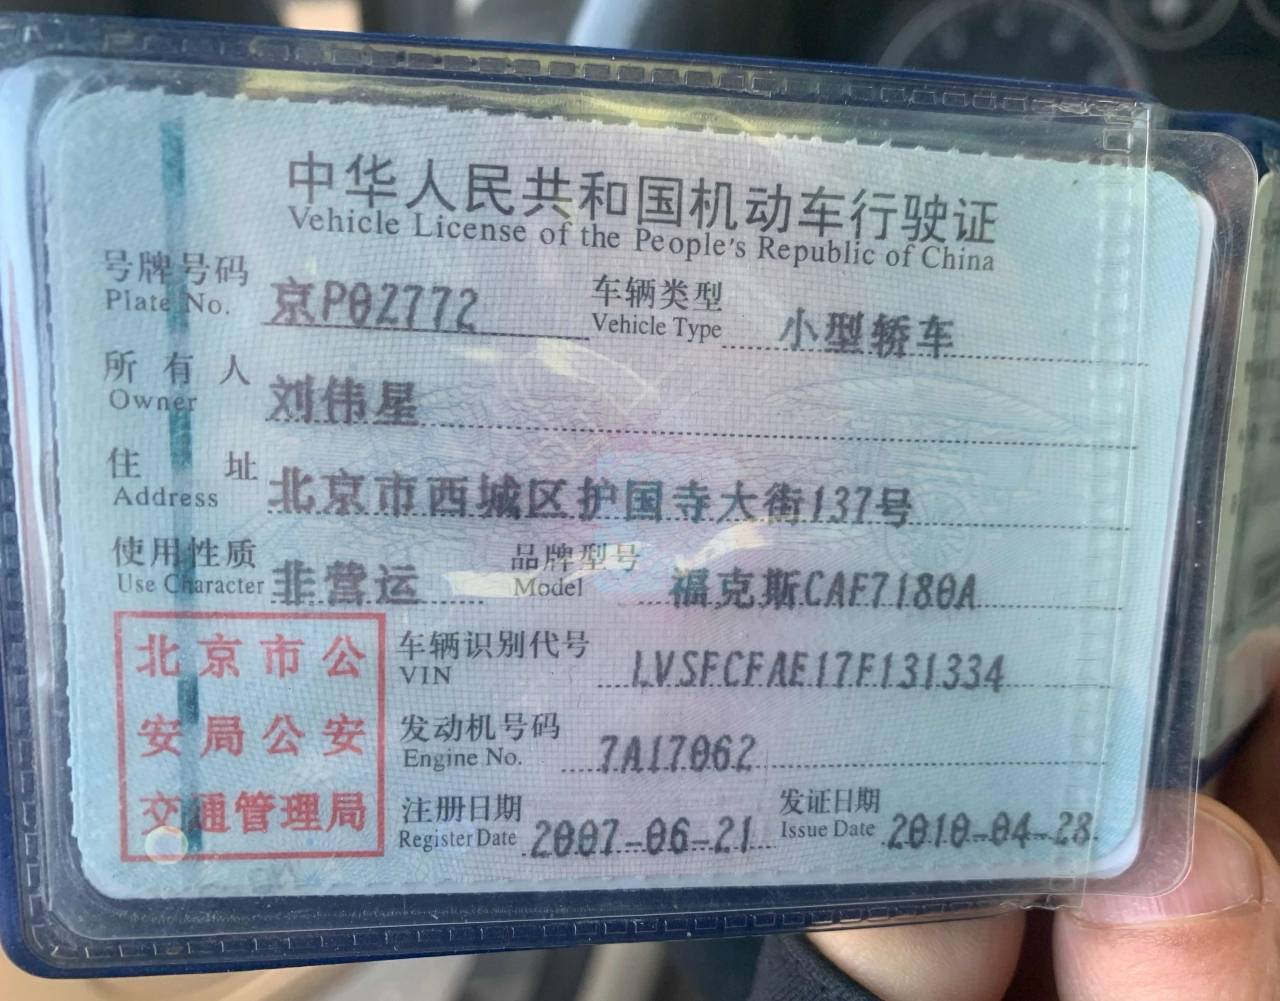 中华人民共和国机动车行驶证
Vehicle License of the People's Republic of China
号牌号码 京P02772 车辆类型 小型轿车
Plate No. Vehicle Type
所有人 刘伟星
Owner
住址 北京市西城区护国寺大街137号
Address
使用性质 非营运 品牌型号 福克斯CAF7180A
Use Character Model
北京市公
安局公安
交通管理局
车辆识别代号 LVSFCFAE17F131334
VIN
发动机号码 7A17062
Engine No.
注册日期 2007-06-21 发证日期 2010-04-28
Register Date Issue Date